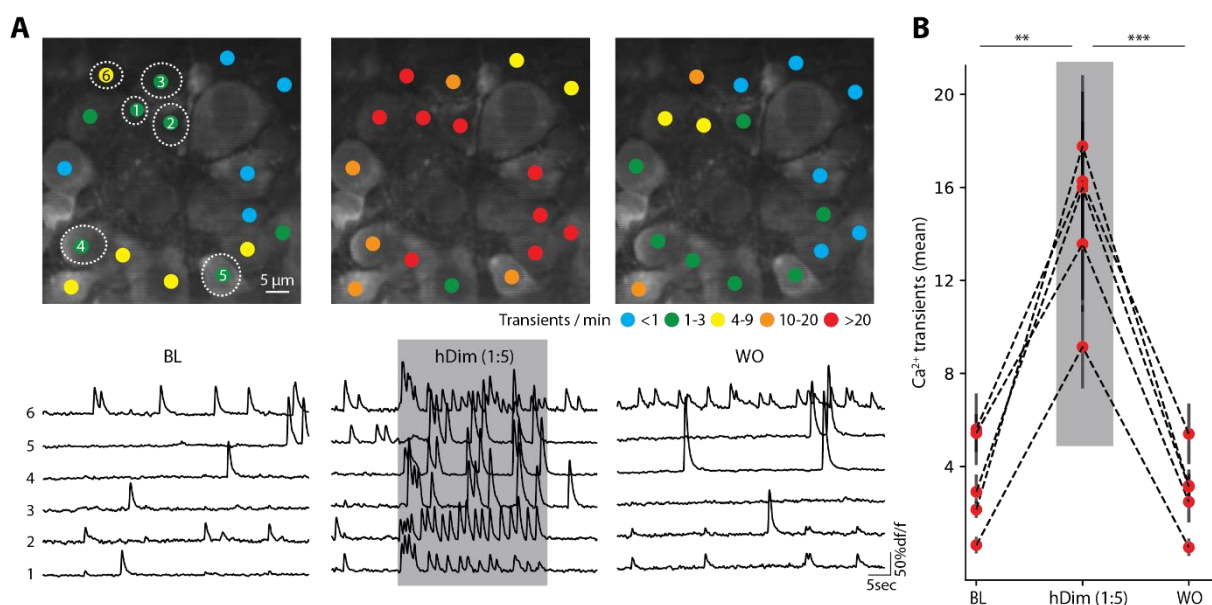 A
B
6
3
1
2
4
5
5 µm
Transients / min <1 1-3 4-9 10-20 >20
BL
hDim (1:5)
WO
6
5
4
3
2
1
50%df/f
5sec
**
***
20
16
12
8
4
Ca²⁺ transients (mean)
BL
hDim (1:5)
WO